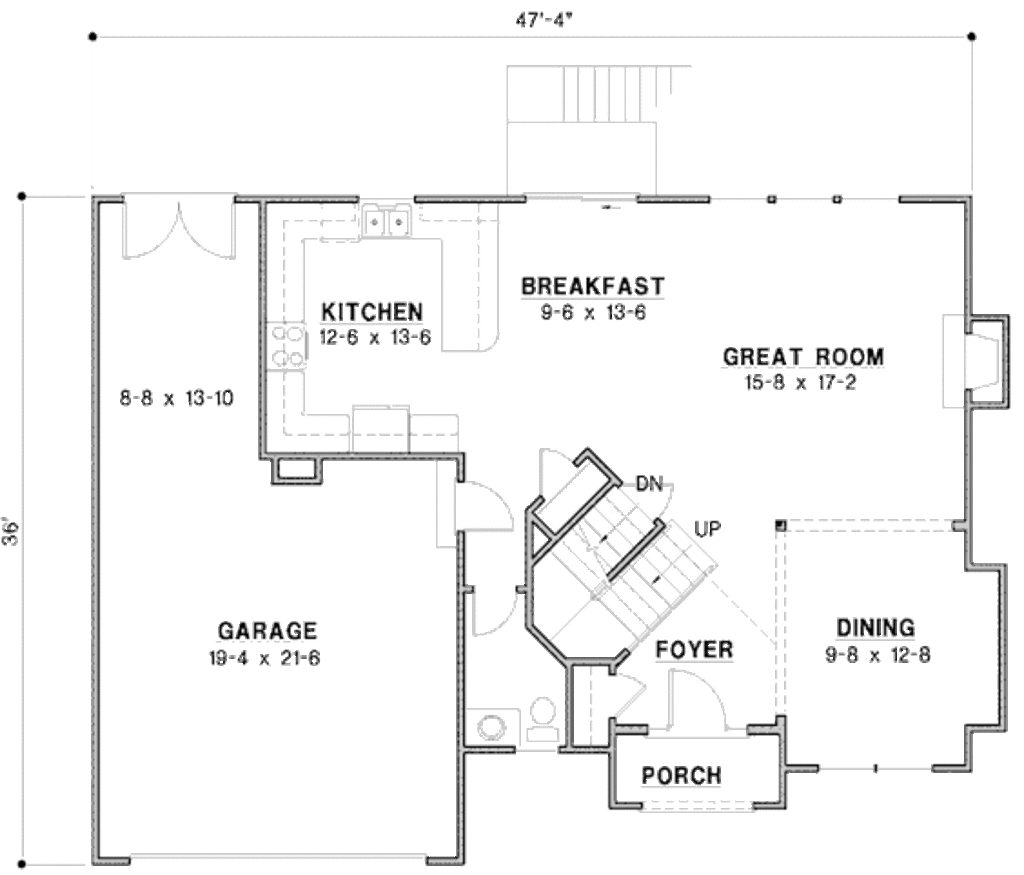 47'-4"
BREAKFAST
9-6 x 13-6
KITCHEN
12-6 x 13-6
GREAT ROOM
15-8 x 17-2
8-8 x 13-10
DN
UP
36'
GARAGE
19-4 x 21-6
DINING
9-8 x 12-8
FOYER
PORCH